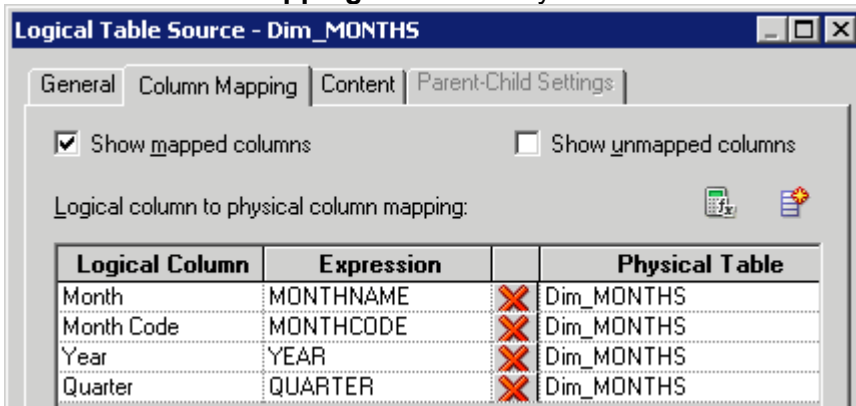 Logical Table Source - Dim_MONTHS
General Column Mapping Content Parent-Child Settings
Show mapped columns Show unmapped columns
Logical column to physical column mapping:
Logical Column Expression Physical Table
Month MONTHNAME Dim_MONTHS
Month Code MONTHCODE Dim_MONTHS
Year YEAR Dim_MONTHS
Quarter QUARTER Dim_MONTHS